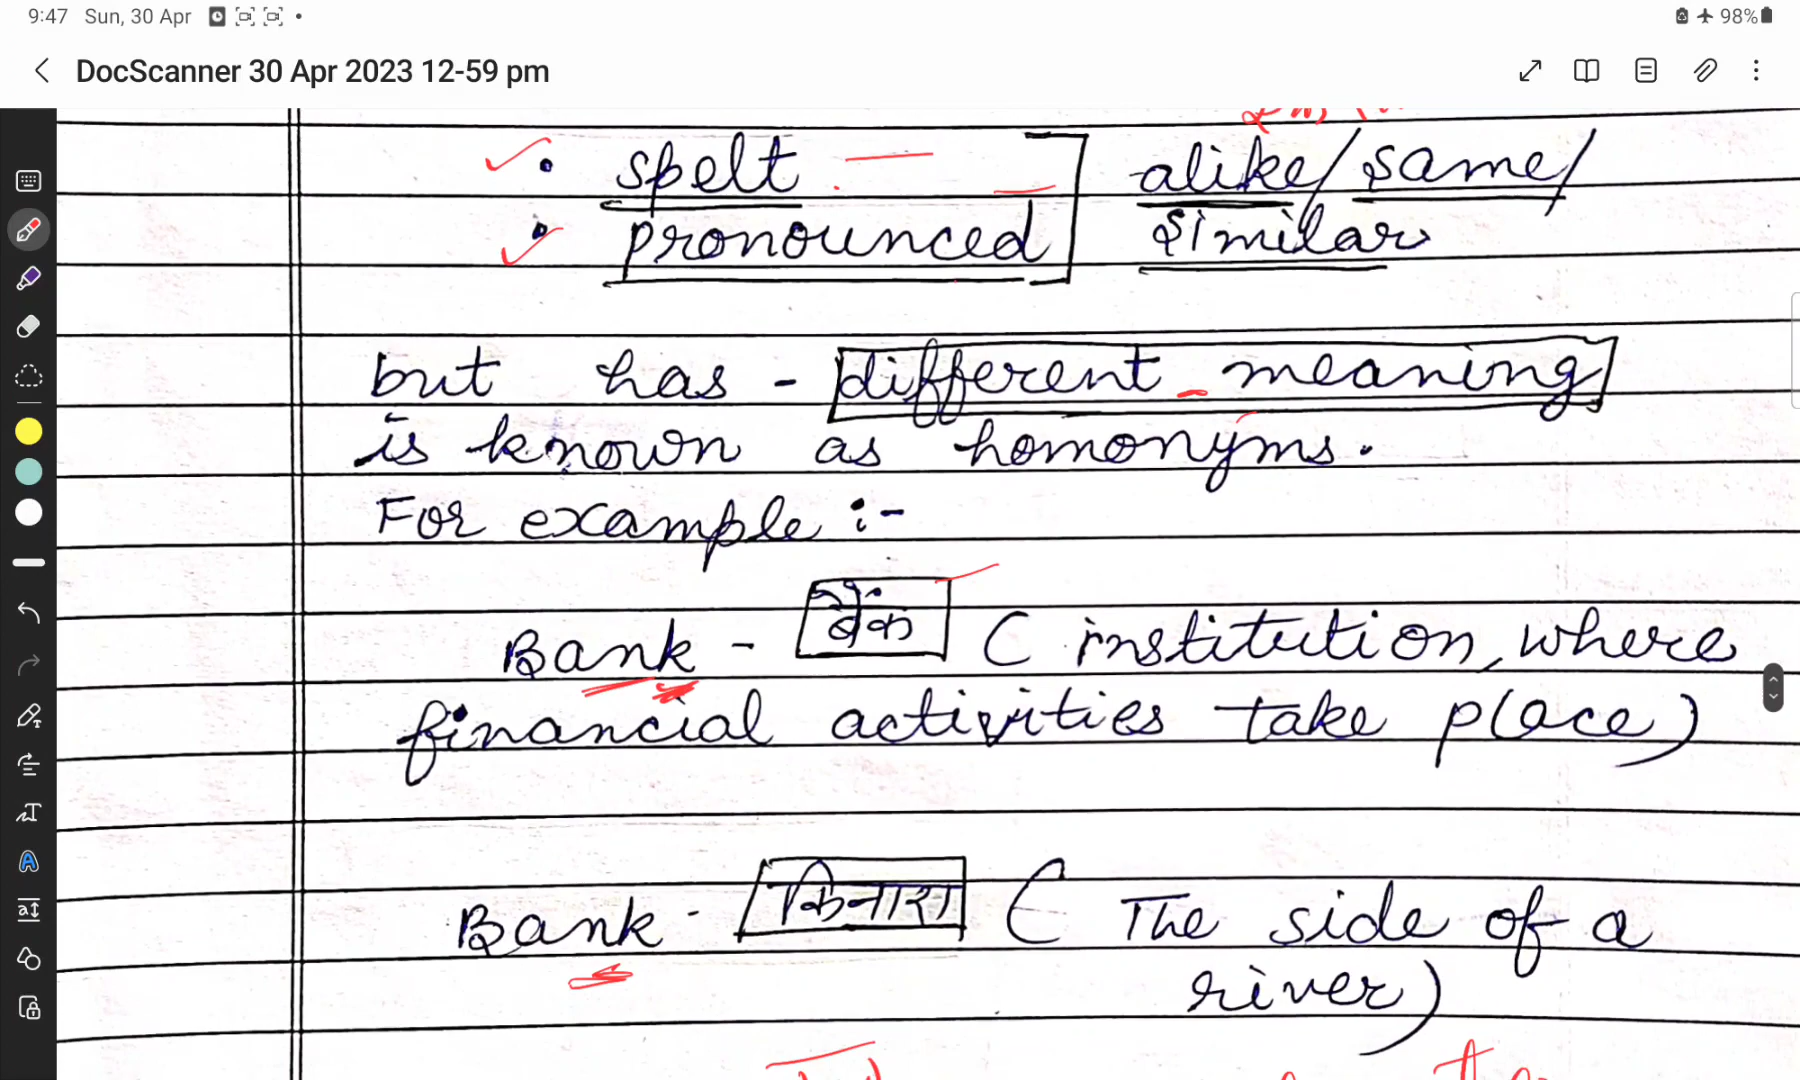 9:47 Sun, 30 Apr
98%
DocScanner 30 Apr 2023 12-59 pm
• spelt alike/same/
• pronounced similar
but has - different meaning
is known as homonyms.
For example :-
Bank - बैंक ( institution, where
financial activities take place)
Bank - किनारा ( The side of a
river)